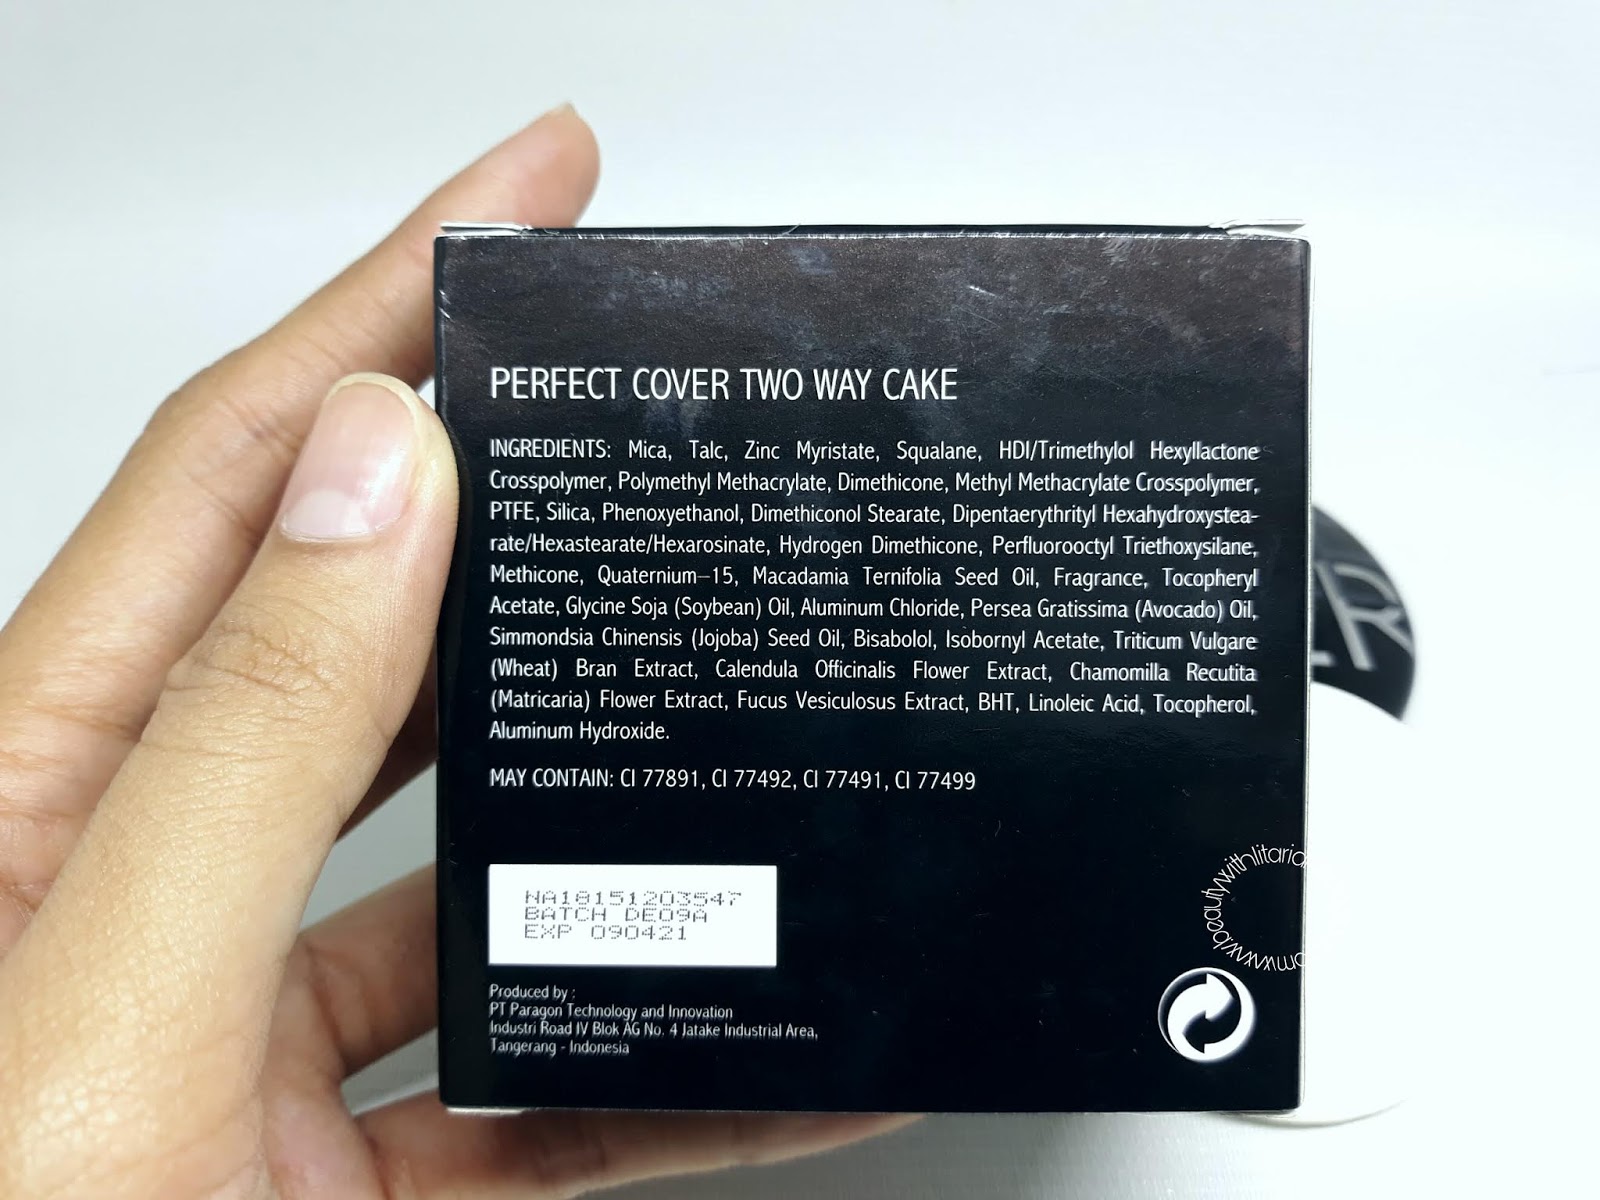 PERFECT COVER TWO WAY CAKE
INGREDIENTS: Mica, Talc, Zinc Myristate, Squalane, HDI/Trimethylol Hexyllactone
Crosspolymer, Polymethyl Methacrylate, Dimethicone, Methyl Methacrylate Crosspolymer,
PTFE, Silica, Phenoxyethanol, Dimethiconol Stearate, Dipentaerythrityl Hexahydroxystea-
rate/Hexastearate/Hexarosinate, Hydrogen Dimethicone, Perfluorooctyl Triethoxysilane,
Methicone, Quaternium-15, Macadamia Ternifolia Seed Oil, Fragrance, Tocopheryl
Acetate, Glycine Soja (Soybean) Oil, Aluminum Chloride, Persea Gratissima (Avocado) Oil,
Simmondsia Chinensis (Jojoba) Seed Oil, Bisabolol, Isobornyl Acetate, Triticum Vulgare
(Wheat) Bran Extract, Calendula Officinalis Flower Extract, Chamomilla Recutita
(Matricaria) Flower Extract, Fucus Vesiculosus Extract, BHT, Linoleic Acid, Tocopherol,
Aluminum Hydroxide.
MAY CONTAIN: CI 77891, CI 77492, CI 77491, CI 77499
NA18151203547
BATCH DE09A
EXP 090421
Produced by :
PT Paragon Technology and Innovation
Industri Road IV Blok AG No. 4 Jatake Industrial Area,
Tangerang - Indonesia